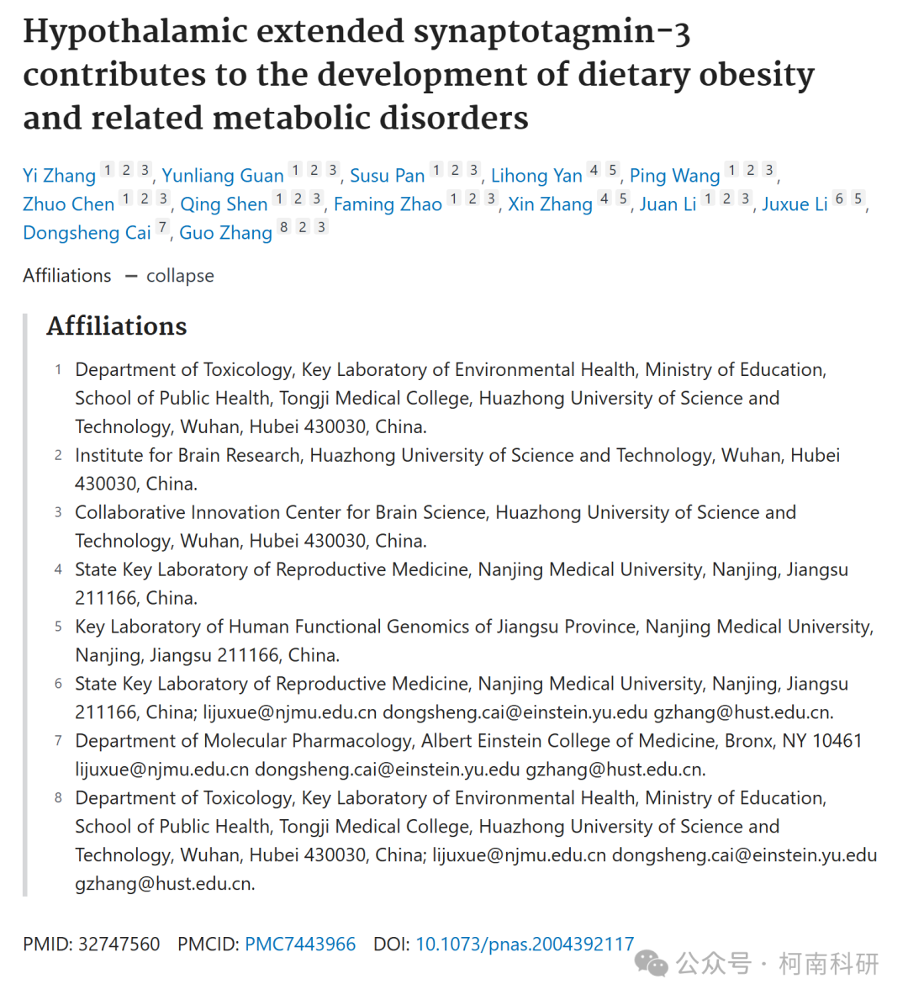 Hypothalamic extended synaptotagmin-3
contributes to the development of dietary obesity
and related metabolic disorders
Yi Zhang 1 2 3, Yunliang Guan 1 2 3, Susu Pan 1 2 3, Lihong Yan 4 5, Ping Wang 1 2 3,
Zhuo Chen 1 2 3, Qing Shen 1 2 3, Faming Zhao 1 2 3, Xin Zhang 4 5, Juan Li 1 2 3, Juxue Li 6 5,
Dongsheng Cai 7, Guo Zhang 8 2 3
Affiliations — collapse
Affiliations
1 Department of Toxicology, Key Laboratory of Environmental Health, Ministry of Education,
School of Public Health, Tongji Medical College, Huazhong University of Science and
Technology, Wuhan, Hubei 430030, China.
2 Institute for Brain Research, Huazhong University of Science and Technology, Wuhan, Hubei
430030, China.
3 Collaborative Innovation Center for Brain Science, Huazhong University of Science and
Technology, Wuhan, Hubei 430030, China.
4 State Key Laboratory of Reproductive Medicine, Nanjing Medical University, Nanjing, Jiangsu
211166, China.
5 Key Laboratory of Human Functional Genomics of Jiangsu Province, Nanjing Medical University,
Nanjing, Jiangsu 211166, China.
6 State Key Laboratory of Reproductive Medicine, Nanjing Medical University, Nanjing, Jiangsu
211166, China; lijuxue@njmu.edu.cn dongsheng.cai@einstein.yu.edu gzhang@hust.edu.cn.
7 Department of Molecular Pharmacology, Albert Einstein College of Medicine, Bronx, NY 10461
lijuxue@njmu.edu.cn dongsheng.cai@einstein.yu.edu gzhang@hust.edu.cn.
8 Department of Toxicology, Key Laboratory of Environmental Health, Ministry of Education,
School of Public Health, Tongji Medical College, Huazhong University of Science and
Technology, Wuhan, Hubei 430030, China; lijuxue@njmu.edu.cn dongsheng.cai@einstein.yu.edu
gzhang@hust.edu.cn.
PMID: 32747560 PMCID: PMC7443966 DOI: 10.1073/pnas.2004392117
公众号 · 柯南科研